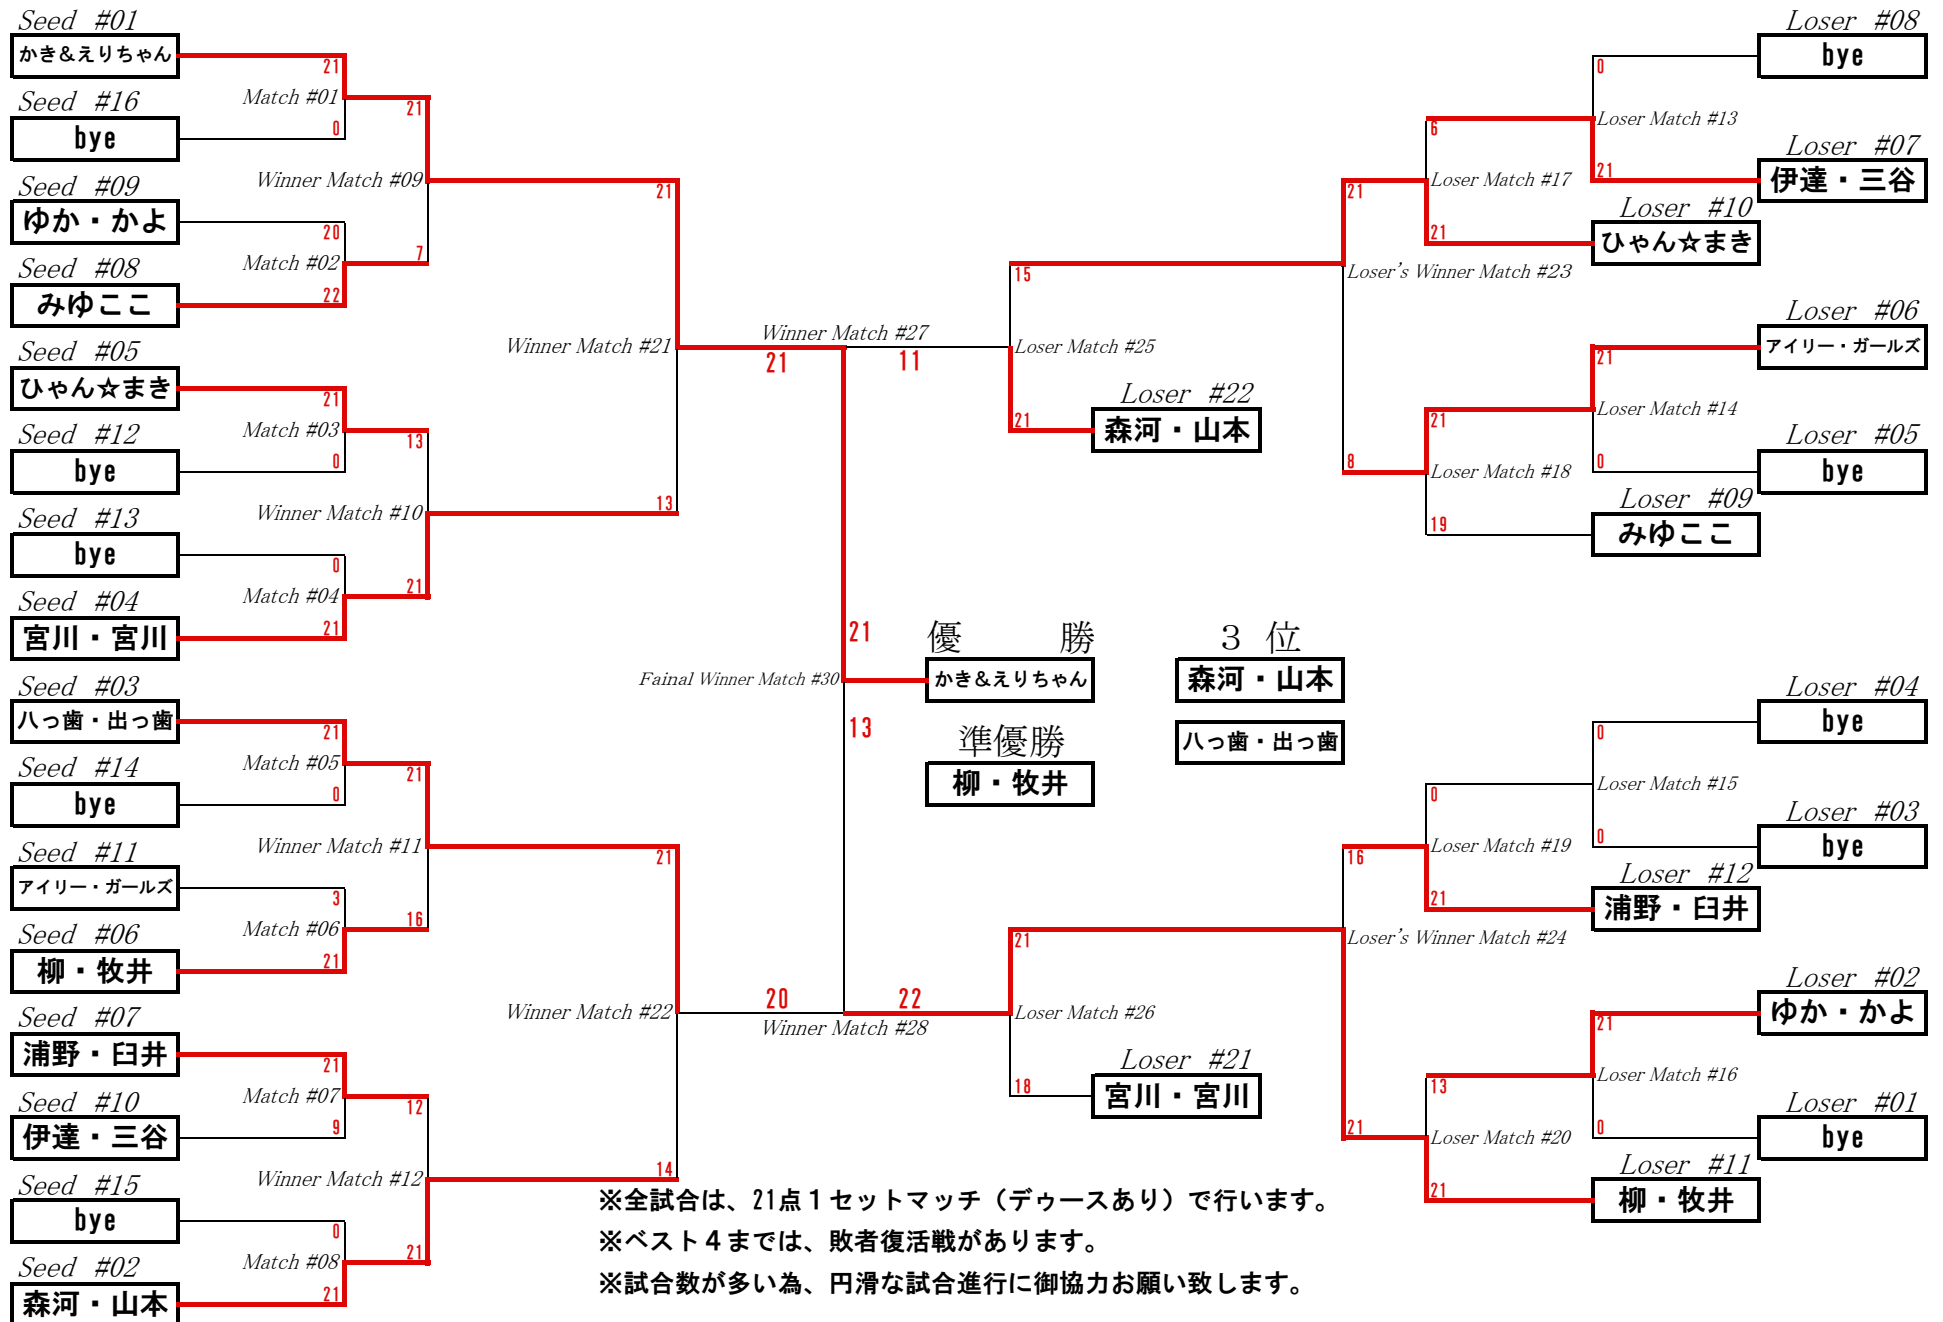 Seed #01
かき&えりちゃん
21
Match #01
21
Seed #16
bye
0
Winner Match #09
21
Seed #09
ゆか・かよ
20
Match #02
7
Seed #08
みゆここ
22
Winner Match #21
Seed #05
ひゃん☆まき
21
Match #03
13
Seed #12
bye
0
Winner Match #10
13
Seed #13
bye
0
Match #04
21
Seed #04
宮川・宮川
21
Seed #03
八っ歯・出っ歯
21
Match #05
21
Seed #14
bye
0
Winner Match #11
21
Seed #11
アイリー・ガールズ
3
Match #06
16
Seed #06
柳・牧井
21
Winner Match #22
Seed #07
浦野・臼井
21
Match #07
12
Seed #10
伊達・三谷
9
Winner Match #12
14
Seed #15
bye
0
Match #08
21
Seed #02
森河・山本
21
Winner Match #27
21
11
21
Fainal Winner Match #30
13
20
22
Winner Match #28
優 勝
かき&えりちゃん
準優勝
柳・牧井
3 位
森河・山本
八っ歯・出っ歯
15
Loser Match #25
Loser #22
21
森河・山本
21
Loser Match #26
Loser #21
18
宮川・宮川
Loser #08
bye
0
6
Loser Match #13
Loser #07
21
伊達・三谷
21
Loser Match #17
Loser #10
21
ひゃん☆まき
Loser's Winner Match #23
Loser #06
アイリー・ガールズ
21
21
Loser Match #14
Loser #05
8
0
bye
Loser Match #18
Loser #09
19
みゆここ
Loser #04
bye
0
0
Loser Match #15
Loser #03
0
bye
16
Loser Match #19
Loser #12
21
浦野・臼井
Loser's Winner Match #24
Loser #02
ゆか・かよ
21
13
Loser Match #16
Loser #01
0
bye
21
Loser Match #20
Loser #11
21
柳・牧井
※全試合は、21点1セットマッチ（デゥースあり）で行います。
※ベスト4までは、敗者復活戦があります。
※試合数が多い為、円滑な試合進行に御協力お願い致します。